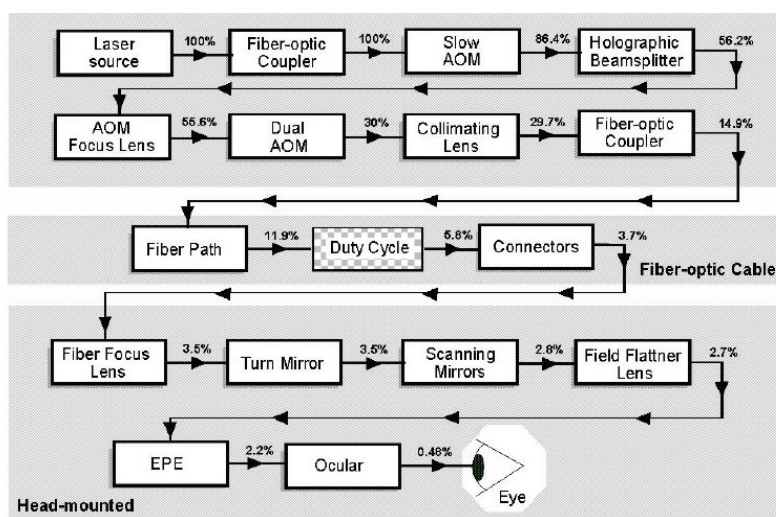 Laser
source
100%
Fiber-optic
Coupler
100%
Slow
AOM
86.4%
Holographic
Beamsplitter
56.2%
AOM
Focus Lens
55.6%
Dual
AOM
30%
Collimating
Lens
29.7%
Fiber-optic
Coupler
14.9%
Fiber Path
11.9%
Duty Cycle
5.8%
Connectors
3.7%
Fiber-optic Cable
Fiber Focus
Lens
3.5%
Turn Mirror
3.5%
Scanning
Mirrors
2.8%
Field Flattner
Lens
2.7%
EPE
2.2%
Ocular
0.48%
Eye
Head-mounted